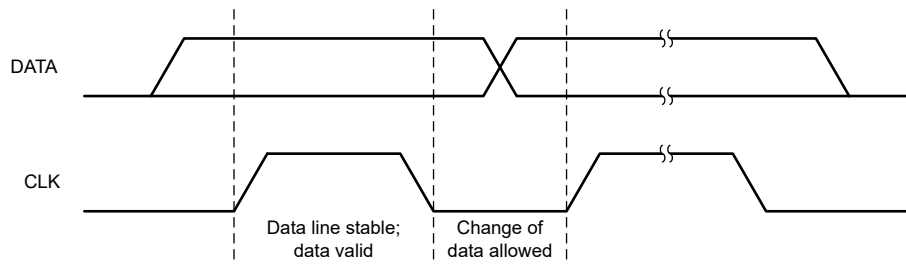 DATA
CLK
Data line stable;
data valid
Change of
data allowed